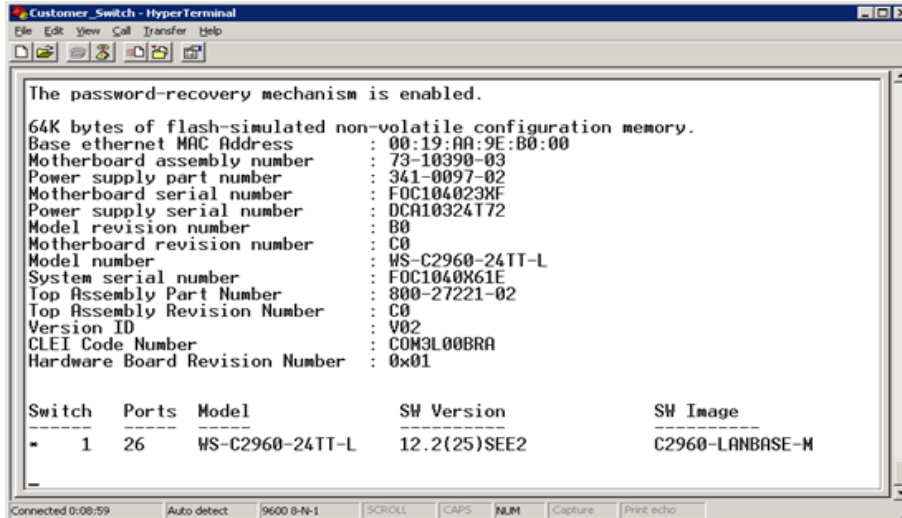 Customer_Switch - HyperTerminal
File Edit View Call Transfer Help
The password-recovery mechanism is enabled.
64K bytes of flash-simulated non-volatile configuration memory.
Base ethernet MAC Address : 00:19:AA:9E:B0:00
Motherboard assembly number : 73-10390-03
Power supply part number : 341-0097-02
Motherboard serial number : FOC104023XF
Power supply serial number : DCA10324T72
Model revision number : B0
Motherboard revision number : C0
Model number : WS-C2960-24TT-L
System serial number : FOC1040X61E
Top Assembly Part Number : 800-27221-02
Top Assembly Revision Number : C0
Version ID : V02
CLEI Code Number : COM3L00BRA
Hardware Board Revision Number : 0x01
Switch Ports Model SW Version SW Image
------ ----- ----- ---------- ----------
* 1 26 WS-C2960-24TT-L 12.2(25)SEE2 C2960-LANBASE-M
Connected 0:08:59 Auto detect 9600 8-N-1 SCROLL CAPS NUM Capture Print echo